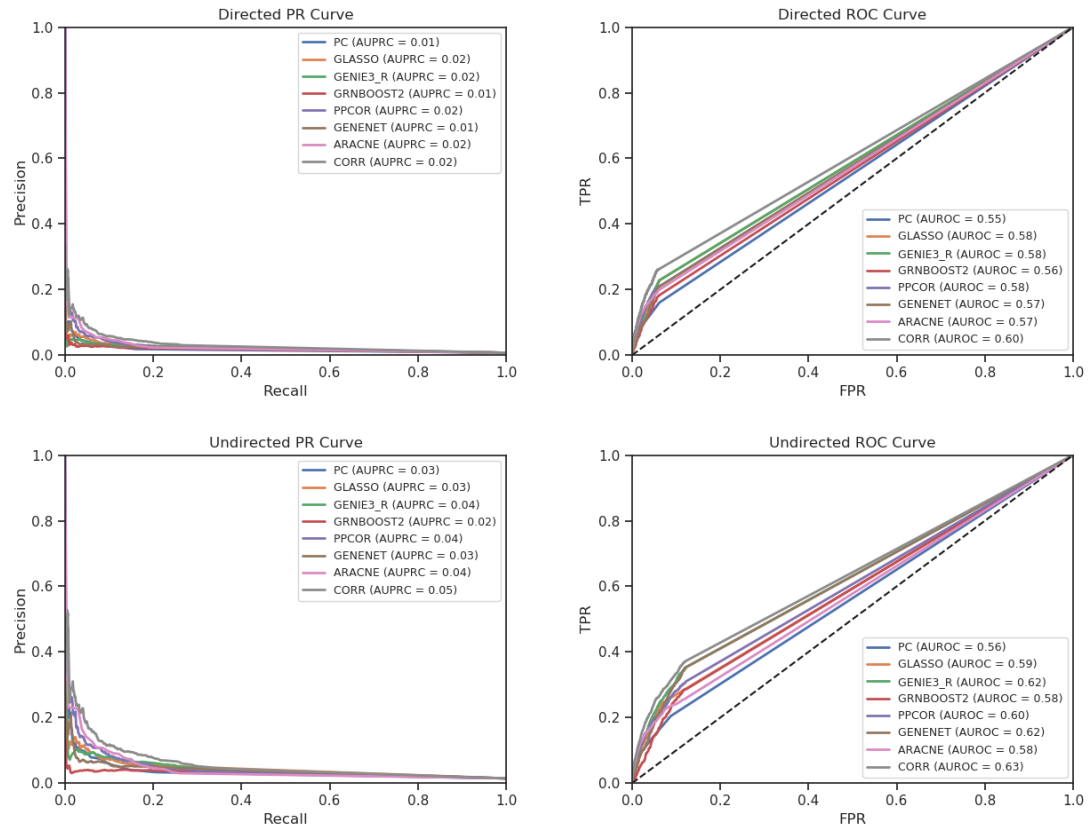 Directed PR Curve
1.0
0.8
0.6
0.4
0.2
0.0
Precision
0.0 0.2 0.4 0.6 0.8 1.0
Recall
PC (AUPRC = 0.01)
GLASSO (AUPRC = 0.02)
GENIE3_R (AUPRC = 0.02)
GRNBOOST2 (AUPRC = 0.01)
PPCOR (AUPRC = 0.02)
GENENET (AUPRC = 0.01)
ARACNE (AUPRC = 0.02)
CORR (AUPRC = 0.02)
Directed ROC Curve
1.0
0.8
0.6
0.4
0.2
0.0
TPR
0.0 0.2 0.4 0.6 0.8 1.0
FPR
PC (AUROC = 0.55)
GLASSO (AUROC = 0.58)
GENIE3_R (AUROC = 0.58)
GRNBOOST2 (AUROC = 0.56)
PPCOR (AUROC = 0.58)
GENENET (AUROC = 0.57)
ARACNE (AUROC = 0.57)
CORR (AUROC = 0.60)
Undirected PR Curve
1.0
0.8
0.6
0.4
0.2
0.0
Precision
0.0 0.2 0.4 0.6 0.8 1.0
Recall
PC (AUPRC = 0.03)
GLASSO (AUPRC = 0.03)
GENIE3_R (AUPRC = 0.04)
GRNBOOST2 (AUPRC = 0.02)
PPCOR (AUPRC = 0.04)
GENENET (AUPRC = 0.03)
ARACNE (AUPRC = 0.04)
CORR (AUPRC = 0.05)
Undirected ROC Curve
1.0
0.8
0.6
0.4
0.2
0.0
TPR
0.0 0.2 0.4 0.6 0.8 1.0
FPR
PC (AUROC = 0.56)
GLASSO (AUROC = 0.59)
GENIE3_R (AUROC = 0.62)
GRNBOOST2 (AUROC = 0.58)
PPCOR (AUROC = 0.60)
GENENET (AUROC = 0.62)
ARACNE (AUROC = 0.58)
CORR (AUROC = 0.63)